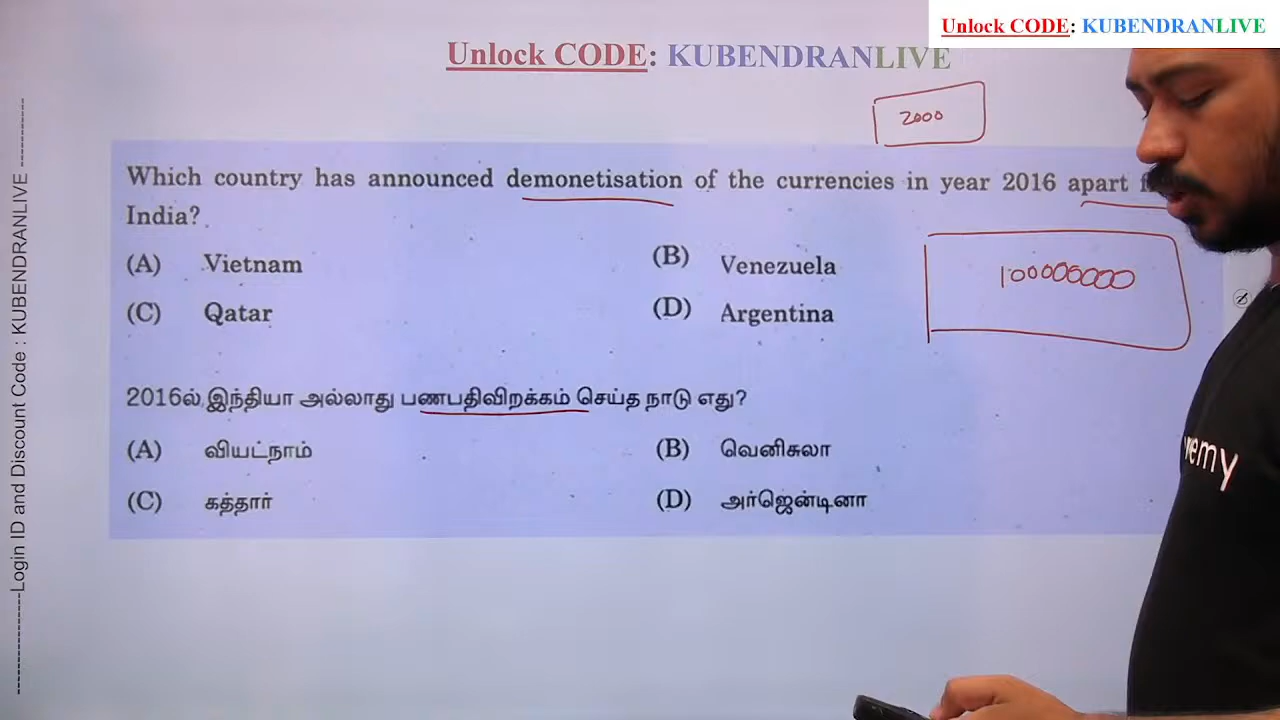 Unlock CODE: KUBENDRANLIVE
Unlock CODE: KUBENDRANLIVE
2000
Which country has announced demonetisation of the currencies in year 2016 apart
India?
(A) Vietnam
(B) Venezuela
(C) Qatar
(D) Argentina
100000000
2016ல் இந்தியா அல்லாது பணபதிவிறக்கம் செய்த நாடு எது?
(A) வியட்நாம்
(B) வெனிசுலா
(C) கத்தார்
(D) அர்ஜென்டினா
Login ID and Discount Code : KUBENDRANLIVE